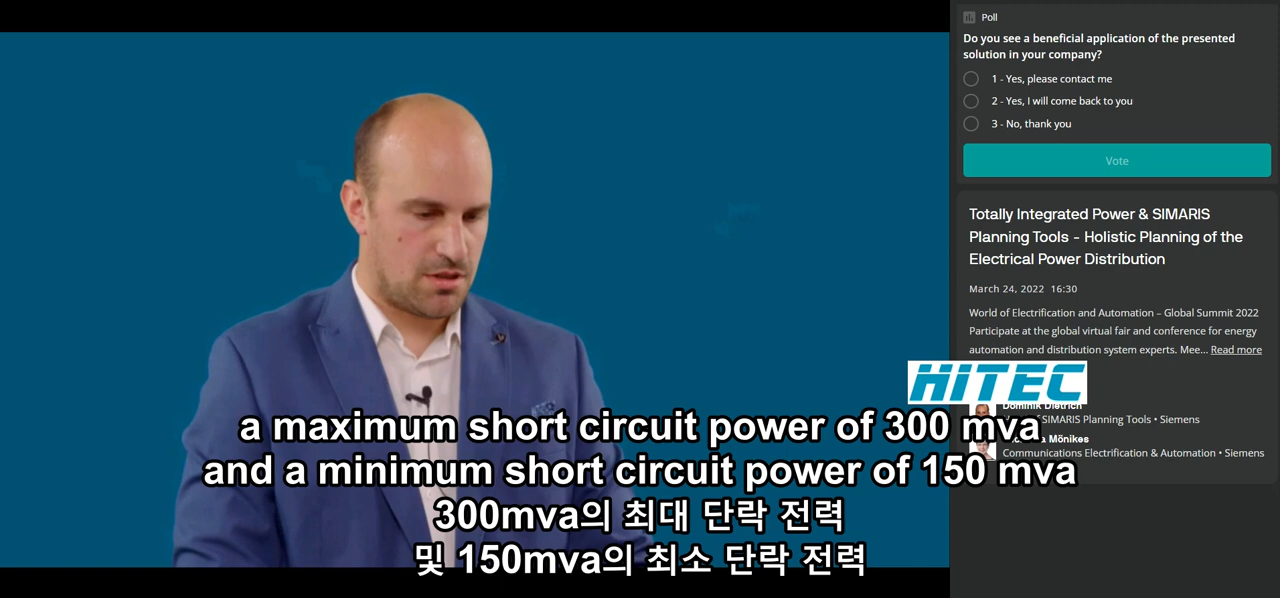 Poll
Do you see a beneficial application of the presented
solution in your company?
1 - Yes, please contact me
2 - Yes, I will come back to you
3 - No, thank you
Vote
Totally Integrated Power & SIMARIS
Planning Tools - Holistic Planning of the
Electrical Power Distribution
March 24, 2022 16:30
World of Electrification and Automation – Global Summit 2022
Participate at the global virtual fair and conference for energy
automation and distribution system experts. Mee... Read more
HITEC
Dominik Dietrich
SIMARIS Planning Tools • Siemens
Mönikes
Communications Electrification & Automation • Siemens
a maximum short circuit power of 300 mva
and a minimum short circuit power of 150 mva
300mva의 최대 단락 전력
및 150mva의 최소 단락 전력